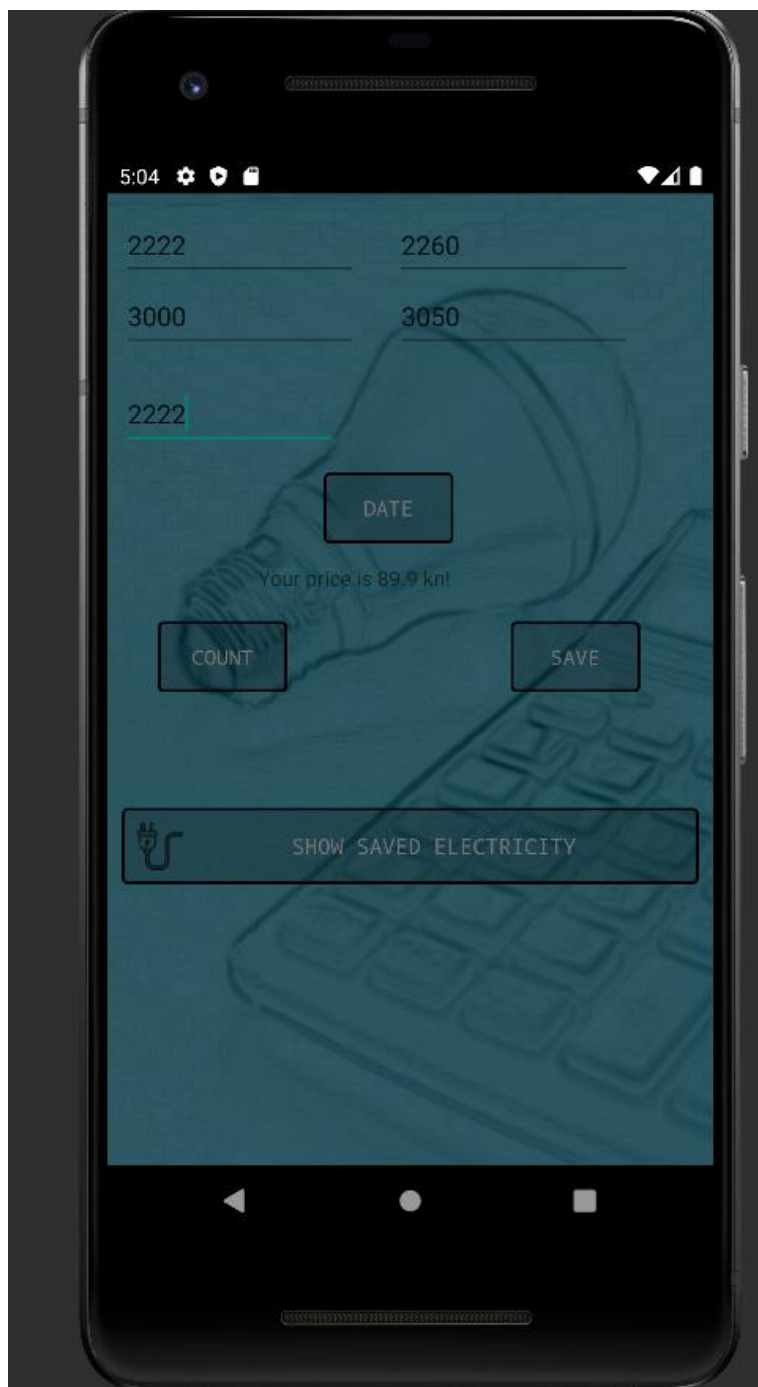 5:04
2222 2260
3000 3050
2222
DATE
Your price is 89.9 kn!
COUNT SAVE
SHOW SAVED ELECTRICITY